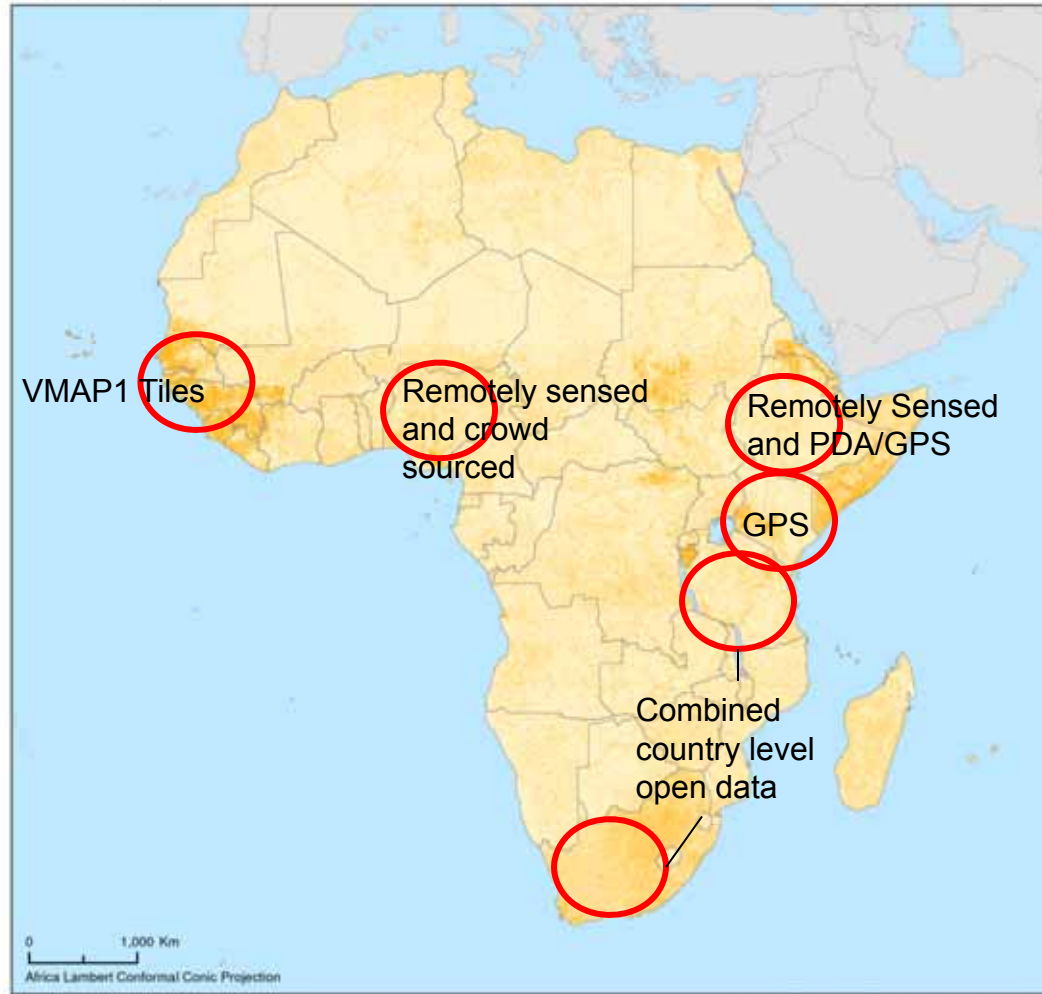 VMAP1 Tiles
Remotely sensed
and crowd
sourced
Remotely Sensed
and PDA/GPS
GPS
Combined
country level
open data
0 1,000 Km
Africa Lambert Conformal Conic Projection